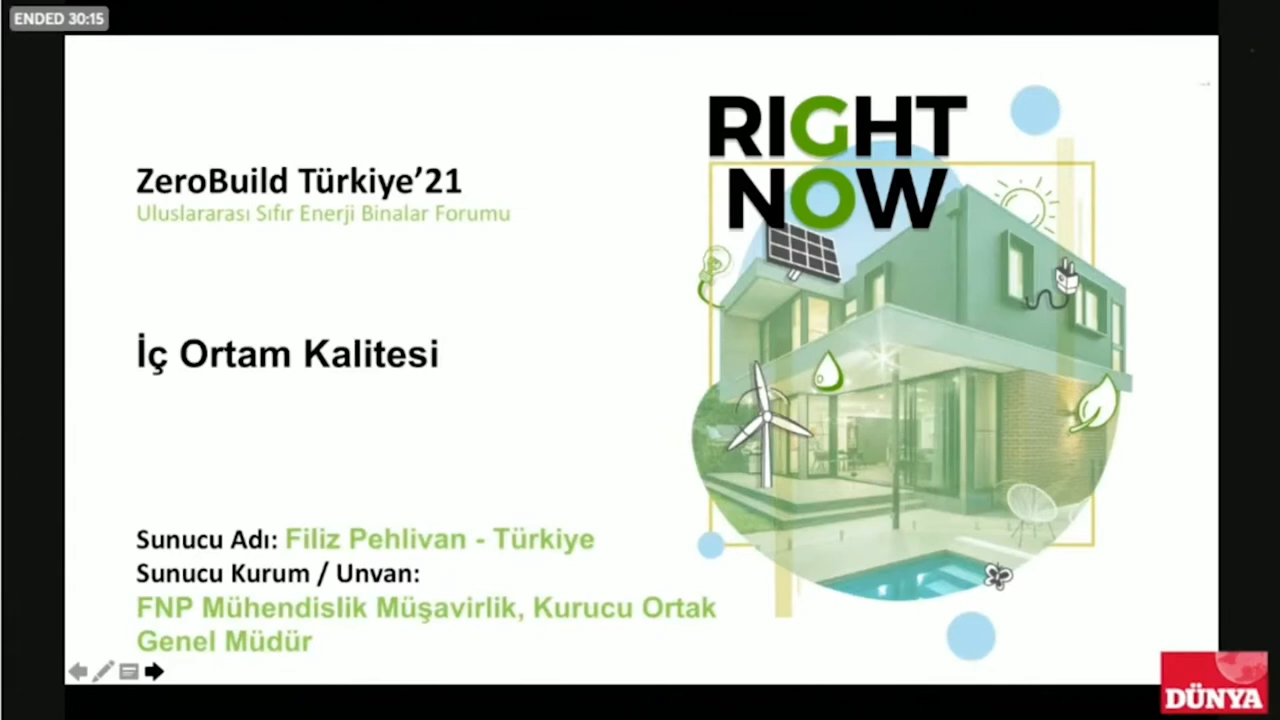 ENDED 30:15
RIGHT
NOW
ZeroBuild Türkiye’21
Uluslararası Sıfır Enerji Binalar Forumu
İç Ortam Kalitesi
Sunucu Adı: Filiz Pehlivan - Türkiye
Sunucu Kurum / Unvan:
FNP Mühendislik Müşavirlik, Kurucu Ortak
Genel Müdür
DÜNYA